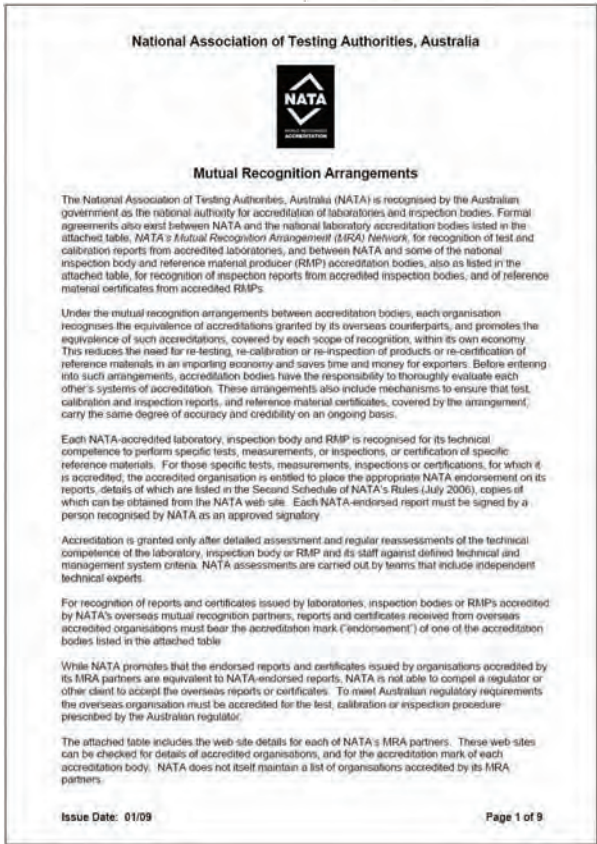 National Association of Testing Authorities, Australia
NATA
WORLD RECOGNISED
ACCREDITATION
Mutual Recognition Arrangements
The National Association of Testing Authorities, Australia (NATA) is recognised by the Australian
government as the national authority for accreditation of laboratories and inspection bodies. Formal
agreements also exist between NATA and the national laboratory accreditation bodies listed in the
attached table, NATA's Mutual Recognition Arrangement (MRA) Network, for recognition of test and
calibration reports from accredited laboratories, and between NATA and some of the national
inspection body and reference material producer (RMP) accreditation bodies, also as listed in the
attached table, for recognition of inspection reports from accredited inspection bodies, and of reference
material certificates from accredited RMPs.
Under the mutual recognition arrangements between accreditation bodies, each organisation
recognises the equivalence of accreditations granted by its overseas counterparts, and promotes the
equivalence of such accreditations, covered by each scope of recognition, within its own economy.
This reduces the need for re-testing, re-calibration or re-inspection of products or re-certification of
reference materials in an importing economy and saves time and money for exporters. Before entering
into such arrangements, accreditation bodies have the responsibility to thoroughly evaluate each
other's systems of accreditation. These arrangements also include mechanisms to ensure that test,
calibration and inspection reports, and reference material certificates, covered by the arrangement,
carry the same degree of accuracy and credibility on an ongoing basis.
Each NATA-accredited laboratory, inspection body and RMP is recognised for its technical
competence to perform specific tests, measurements, or inspections, or certification of specific
reference materials. For those specific tests, measurements, inspections or certifications, for which it
is accredited, the accredited organisation is entitled to place the appropriate NATA endorsement on its
reports, details of which are listed in the Second Schedule of NATA's Rules (July 2006), copies of
which can be obtained from the NATA web site. Each NATA-endorsed report must be signed by a
person recognised by NATA as an approved signatory.
Accreditation is granted only after detailed assessment and regular reassessments of the technical
competence of the laboratory, inspection body or RMP and its staff against defined technical and
management system criteria. NATA assessments are carried out by teams that include independent
technical experts.
For recognition of reports and certificates issued by laboratories, inspection bodies or RMPs accredited
by NATA's overseas mutual recognition partners, reports and certificates received from overseas
accredited organisations must bear the accreditation mark ("endorsement") of one of the accreditation
bodies listed in the attached table.
While NATA promotes that the endorsed reports and certificates issued by organisations accredited by
its MRA partners are equivalent to NATA-endorsed reports, NATA is not able to compel a regulator or
other client to accept the overseas reports or certificates. To meet Australian regulatory requirements
the overseas organisation must be accredited for the test, calibration or inspection procedure
prescribed by the Australian regulator.
The attached table includes the web site details for each of NATA's MRA partners. These web sites
can be checked for details of accredited organisations, and for the accreditation mark of each
accreditation body. NATA does not itself maintain a list of organisations accredited by its MRA
partners.
Issue Date: 01/09
Page 1 of 9